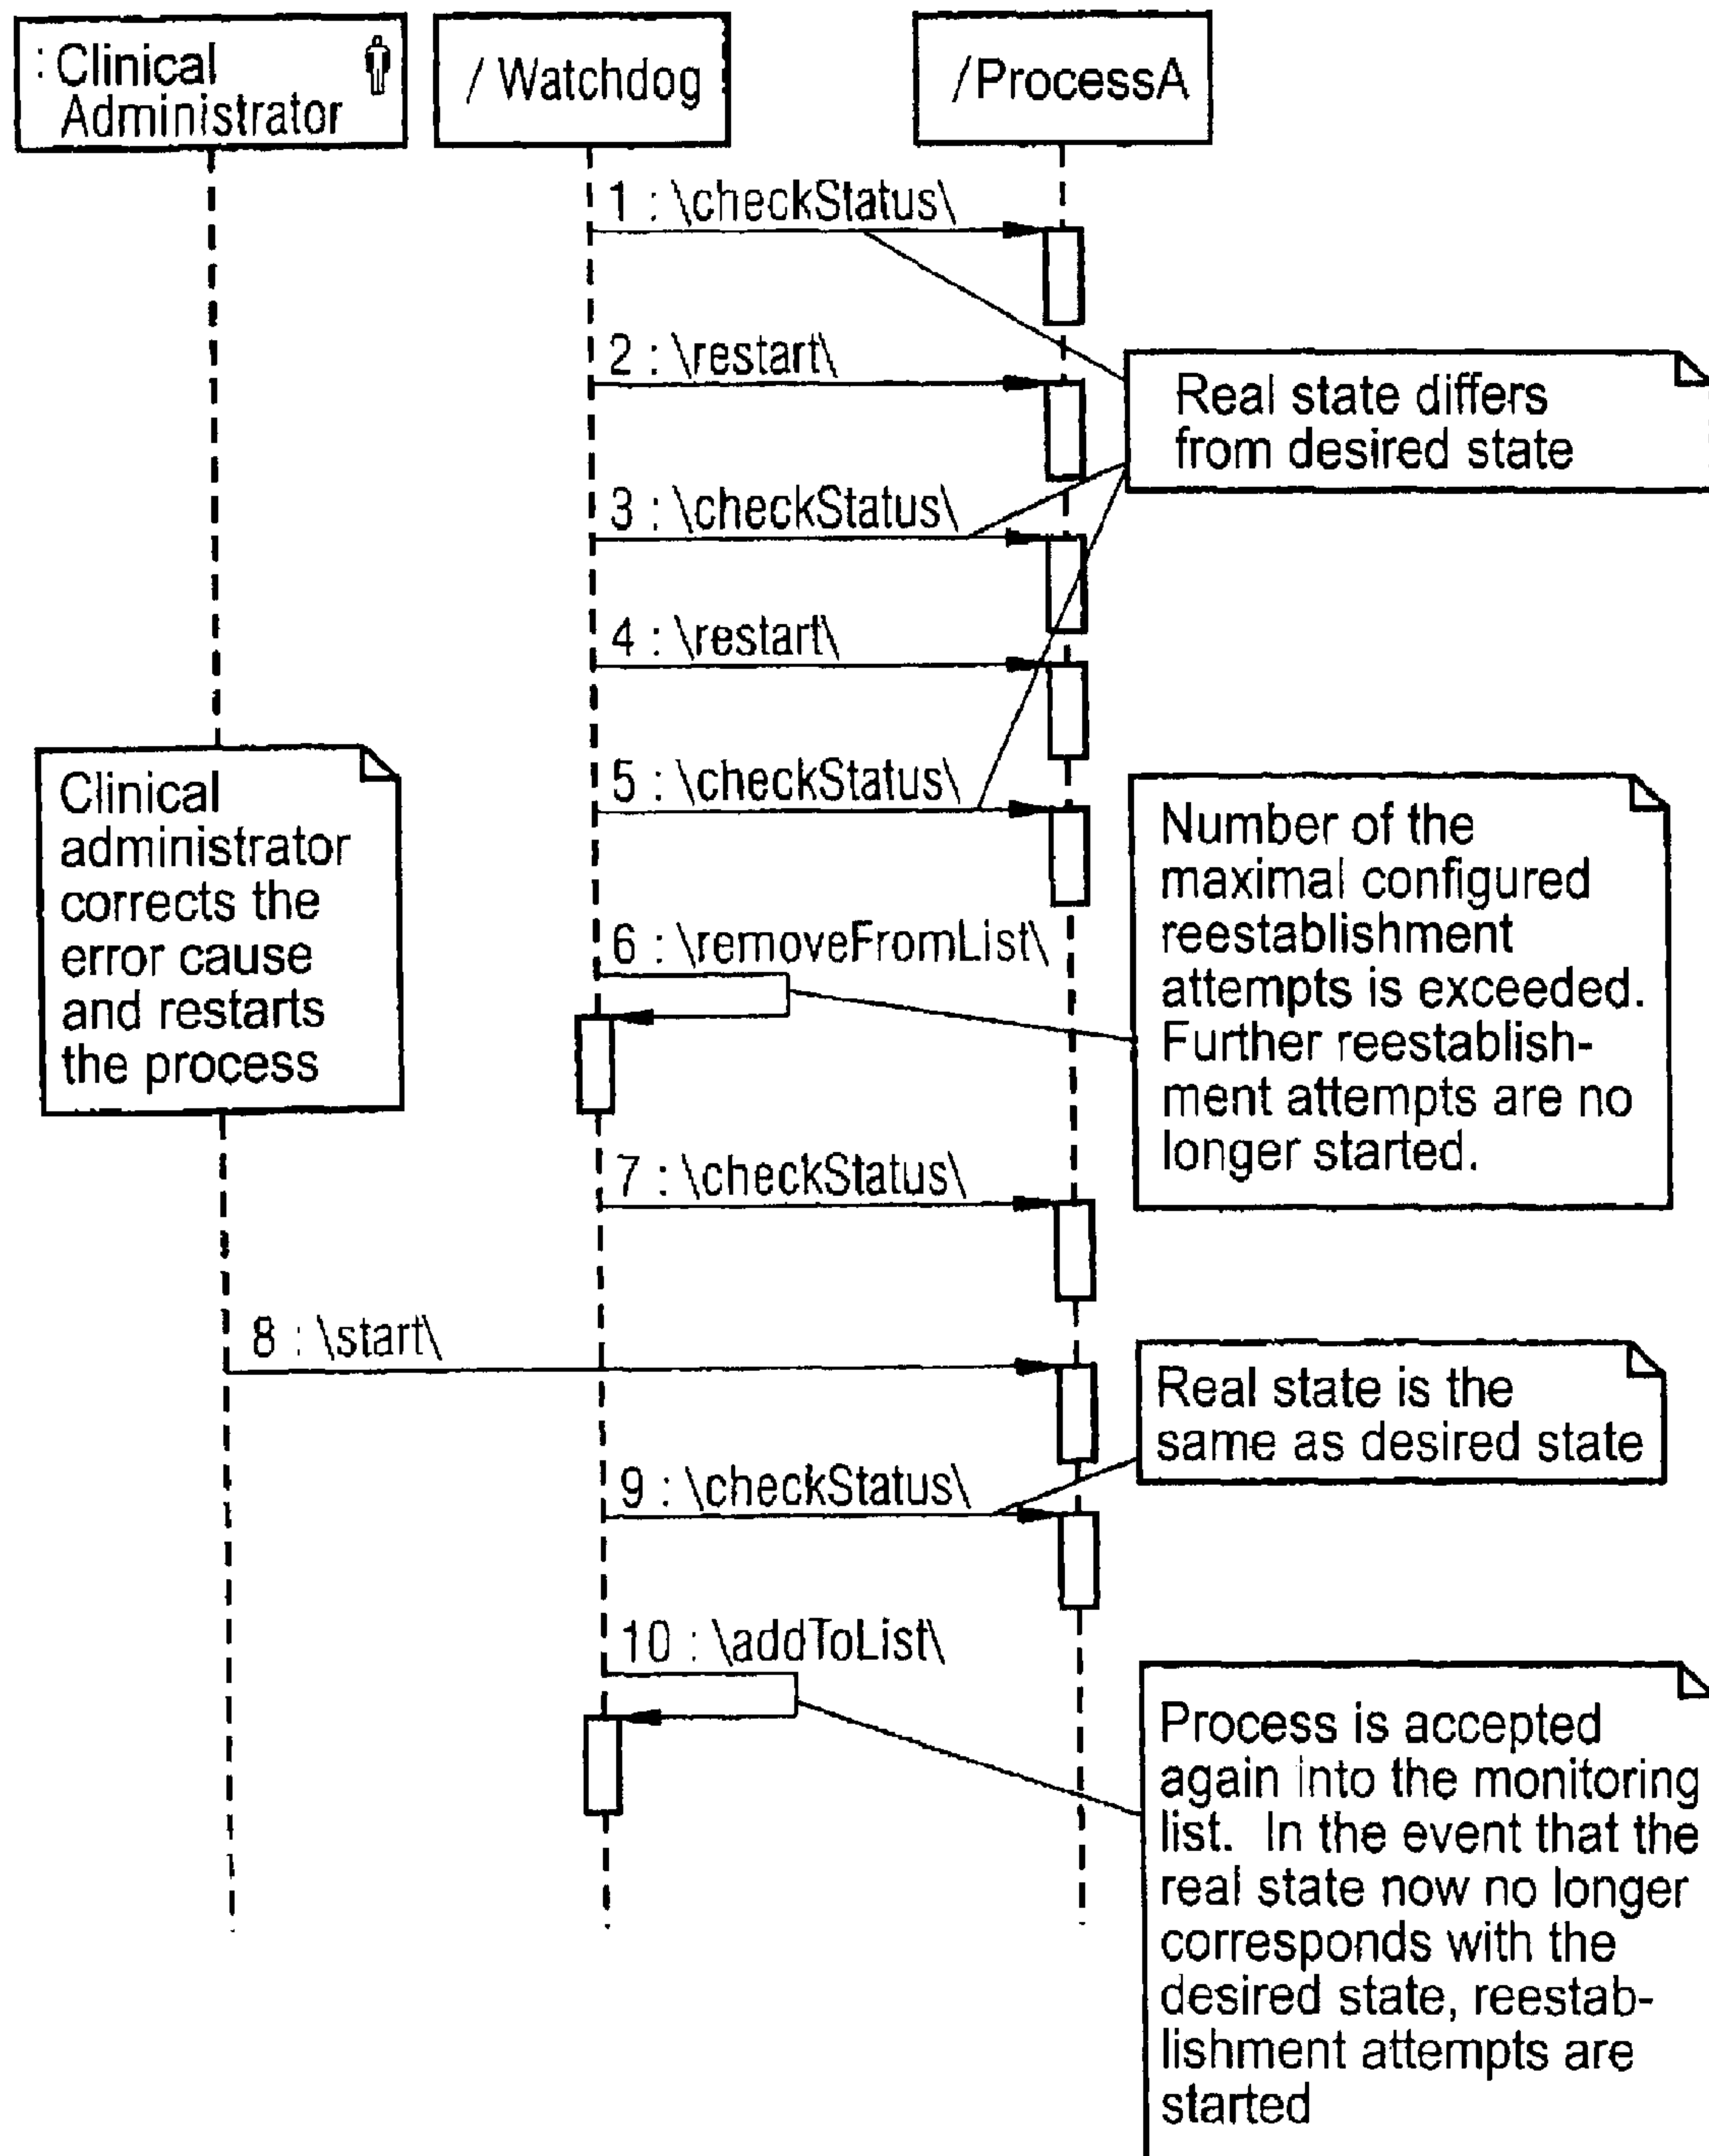 : Clinical
Administrator
/ Watchdog
/ProcessA
1 : \checkStatus\
2 : \restart\
Real state differs
from desired state
3 : \checkStatus\
4 : \restart\
Clinical
administrator
corrects the
error cause
and restarts
the process
5 : \checkStatus\
Number of the
maximal configured
reestablishment
attempts is exceeded.
Further reestablish-
ment attempts are no
longer started.
6 : \removeFromList\
7 : \checkStatus\
8 : \start\
Real state is the
same as desired state
9 : \checkStatus\
10 : \addToList\
Process is accepted
again into the monitoring
list. In the event that the
real state now no longer
corresponds with the
desired state, reestab-
lishment attempts are
started